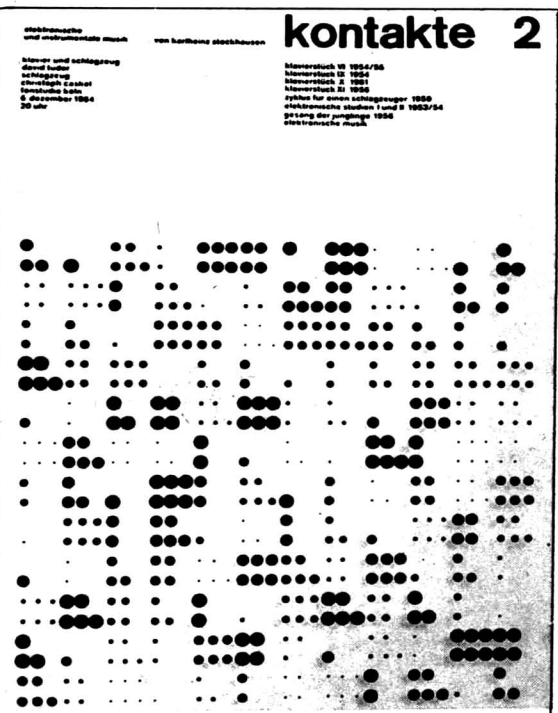 elektronische
und instrumentale musik
von karlheinz stockhausen
kontakte 2
klavier und schlagzeug
david tudor
schlagzeug
christoph caskel
tonstudio köln
6 dezember 1964
20 uhr
klavierstück VI 1954/55
klavierstück IX 1954
klavierstück X 1961
klavierstück XI 1956
zyklus für einen schlagzeuger 1959
elektronische studien I und II 1953/54
gesang der jünglinge 1956
elektronische musik